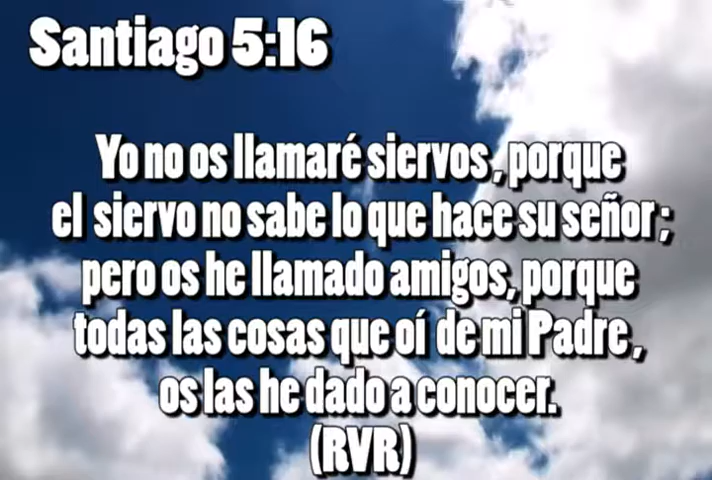 Santiago 5:16
Yo no os llamaré siervos, porque
el siervo no sabe lo que hace su señor;
pero os he llamado amigos, porque
todas las cosas que oí de mi Padre,
os las he dado a conocer.
(RVR)